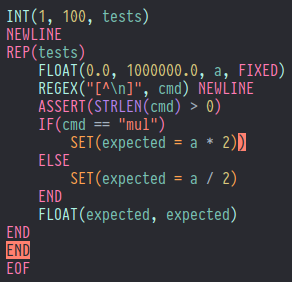 INT(1, 100, tests)
NEWLINE
REP(tests)
    FLOAT(0.0, 1000000.0, a, FIXED)
    REGEX("[^\n]", cmd) NEWLINE
    ASSERT(STRLEN(cmd) > 0)
    IF(cmd == "mul")
        SET(expected = a * 2))
    ELSE
        SET(expected = a / 2)
    END
    FLOAT(expected, expected)
END
END
EOF